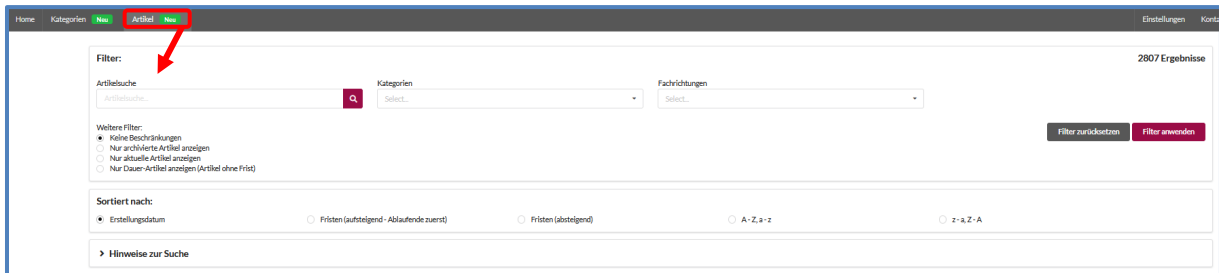 Home Kategorien Neu Artikel Neu Einstellungen
Filter: 2807 Ergebnisse
Artikelsuche Kategorien Fachrichtungen
Artikelsuche... Select... Select...
Weitere Filter:
Keine Beschränkungen Filter zurücksetzen Filter anwenden
Nur archivierte Artikel anzeigen
Nur aktuelle Artikel anzeigen
Nur Dauer-Artikel anzeigen (Artikel ohne Frist)
Sortiert nach:
Erstellungsdatum Fristen (aufsteigend - Ablaufende zuerst) Fristen (absteigend) A - Z, a - z z - a, Z - A
Hinweise zur Suche